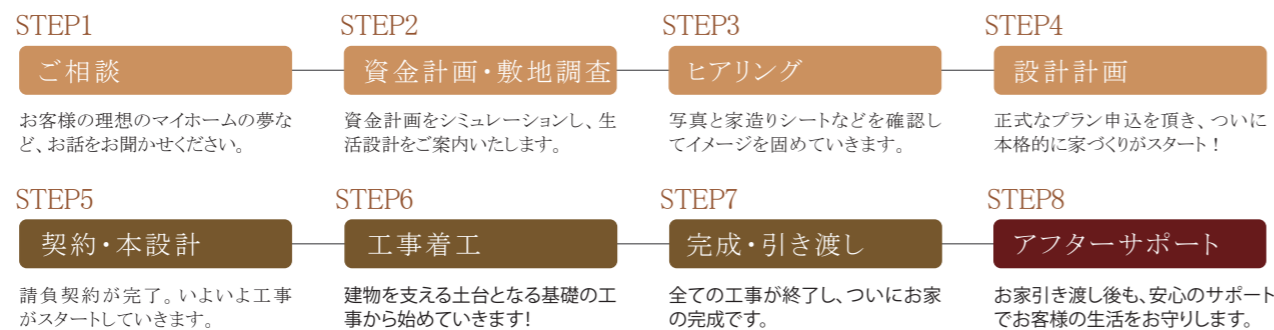 STEP1
ご相談
お客様の理想のマイホームの夢な
ど、お話をお聞かせください。
STEP2
資金計画・敷地調査
資金計画をシミュレーションし、生
活設計をご案内いたします。
STEP3
ヒアリング
写真と家造りシートなどを確認し
てイメージを固めていきます。
STEP4
設計計画
正式なプラン申込を頂き、ついに
本格的に家づくりがスタート！
STEP5
契約・本設計
請負契約が完了。いよいよ工事
がスタートしていきます。
STEP6
工事着工
建物を支える土台となる基礎の工
事から始めていきます！
STEP7
完成・引き渡し
全ての工事が終了し、ついにお家
の完成です。
STEP8
アフターサポート
お家引き渡し後も、安心のサポート
でお客様の生活をお守りします。